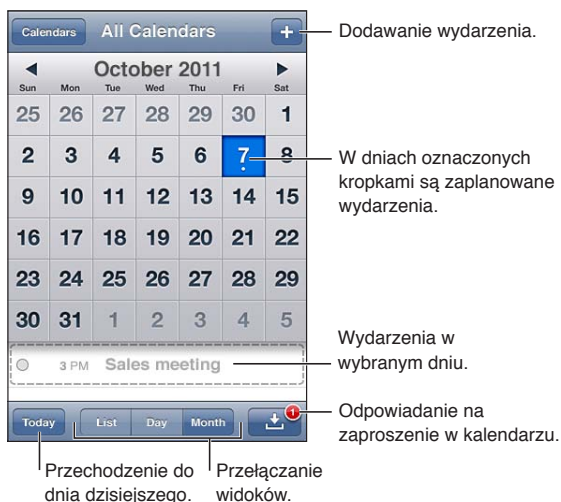 Calendars All Calendars +
Dodawanie wydarzenia.
October 2011
Sun Mon Tue Wed Thu Fri Sat
25 26 27 28 29 30 1
2 3 4 5 6 7 8
W dniach oznaczonych
kropkami są zaplanowane
wydarzenia.
9 10 11 12 13 14 15
16 17 18 19 20 21 22
23 24 25 26 27 28 29
30 31 1 2 3 4 5
3 PM Sales meeting
Wydarzenia w
wybranym dniu.
Today List Day Month 1
Odpowiadanie na
zaproszenie w kalendarzu.
Przechodzenie do
dnia dzisiejszego.
Przełączanie
widoków.